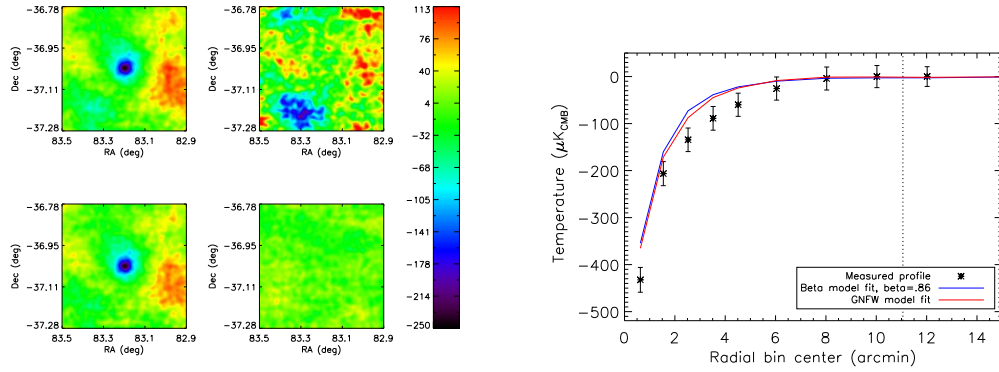 -36.78
-36.95
-37.11
-37.28
Dec (deg)
83.5 83.3 83.1 82.9
RA (deg)
-36.78
-36.95
-37.11
-37.28
Dec (deg)
83.5 83.3 83.1 82.9
RA (deg)
-36.78
-36.95
-37.11
-37.28
Dec (deg)
83.5 83.3 83.1 82.9
RA (deg)
-36.78
-36.95
-37.11
-37.28
Dec (deg)
83.5 83.3 83.1 82.9
RA (deg)
113
76
40
4
-32
-68
-105
-141
-178
-214
-250
0
-100
-200
-300
-400
-500
Temperature (μK_CMB)
Measured profile
Beta model fit, beta=.86
GNFW model fit
0 2 4 6 8 10 12 14
Radial bin center (arcmin)